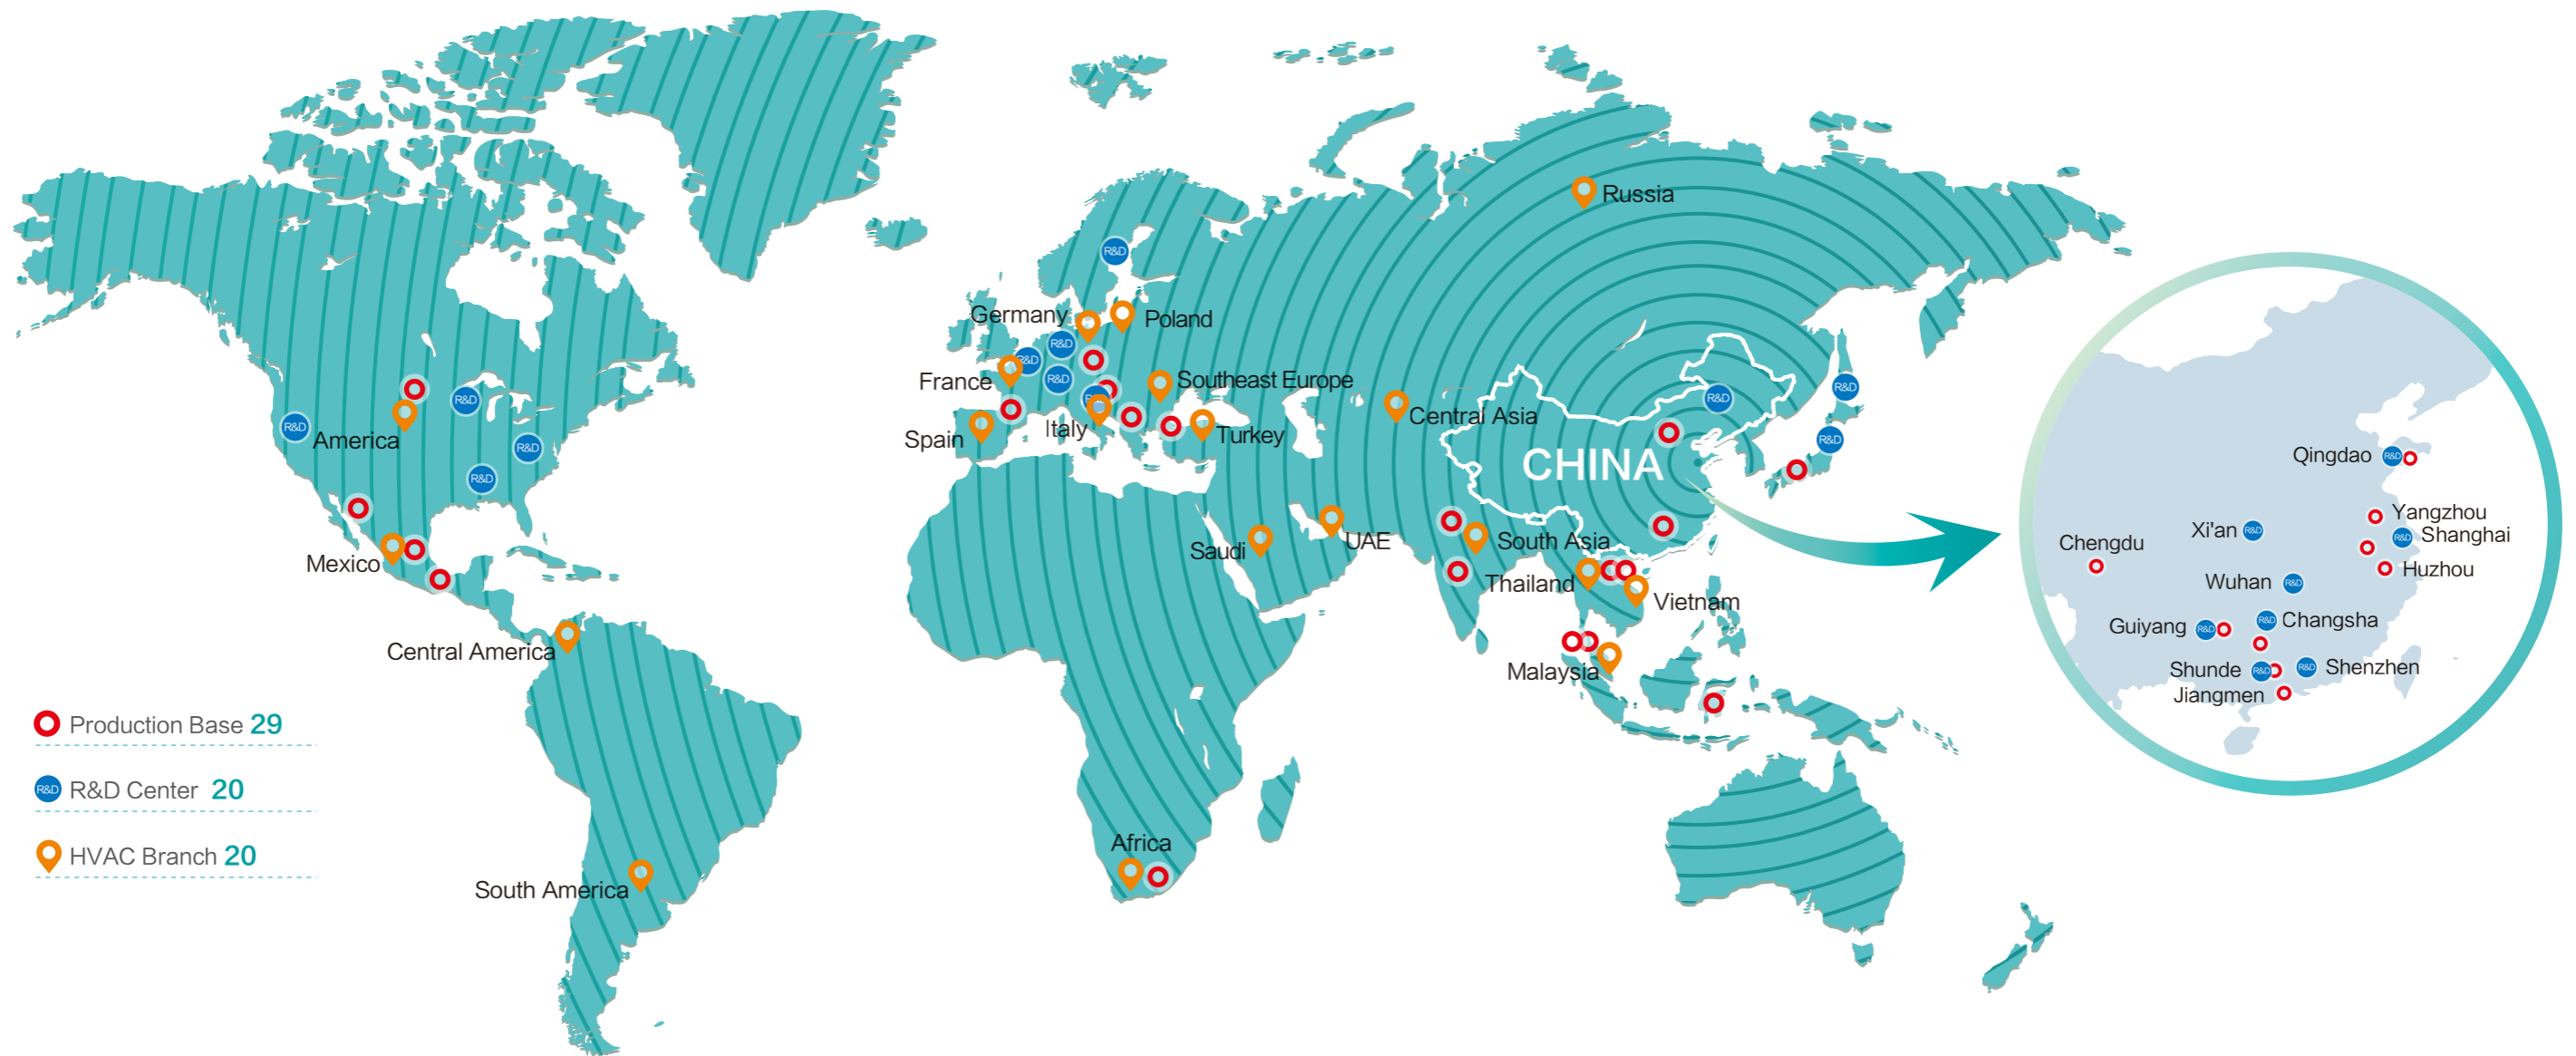 Russia
R&D
Germany
Poland
R&D
R&D
France
R&D
Southeast Europe
R&D
R&D
R&D
R&D
R&D
Central Asia
America
Spain
Italy
Turkey
R&D
R&D
CHINA
R&D
Mexico
Saudi
UAE
South Asia
Thailand
Vietnam
Central America
Malaysia
Africa
South America
Qingdao
R&D
Yangzhou
Xi'an
R&D
R&D
Shanghai
Chengdu
Huzhou
Wuhan
R&D
R&D
Changsha
Guiyang
R&D
Shunde
R&D
R&D
Shenzhen
Jiangmen
Production Base 29
R&D
R&D Center 20
HVAC Branch 20